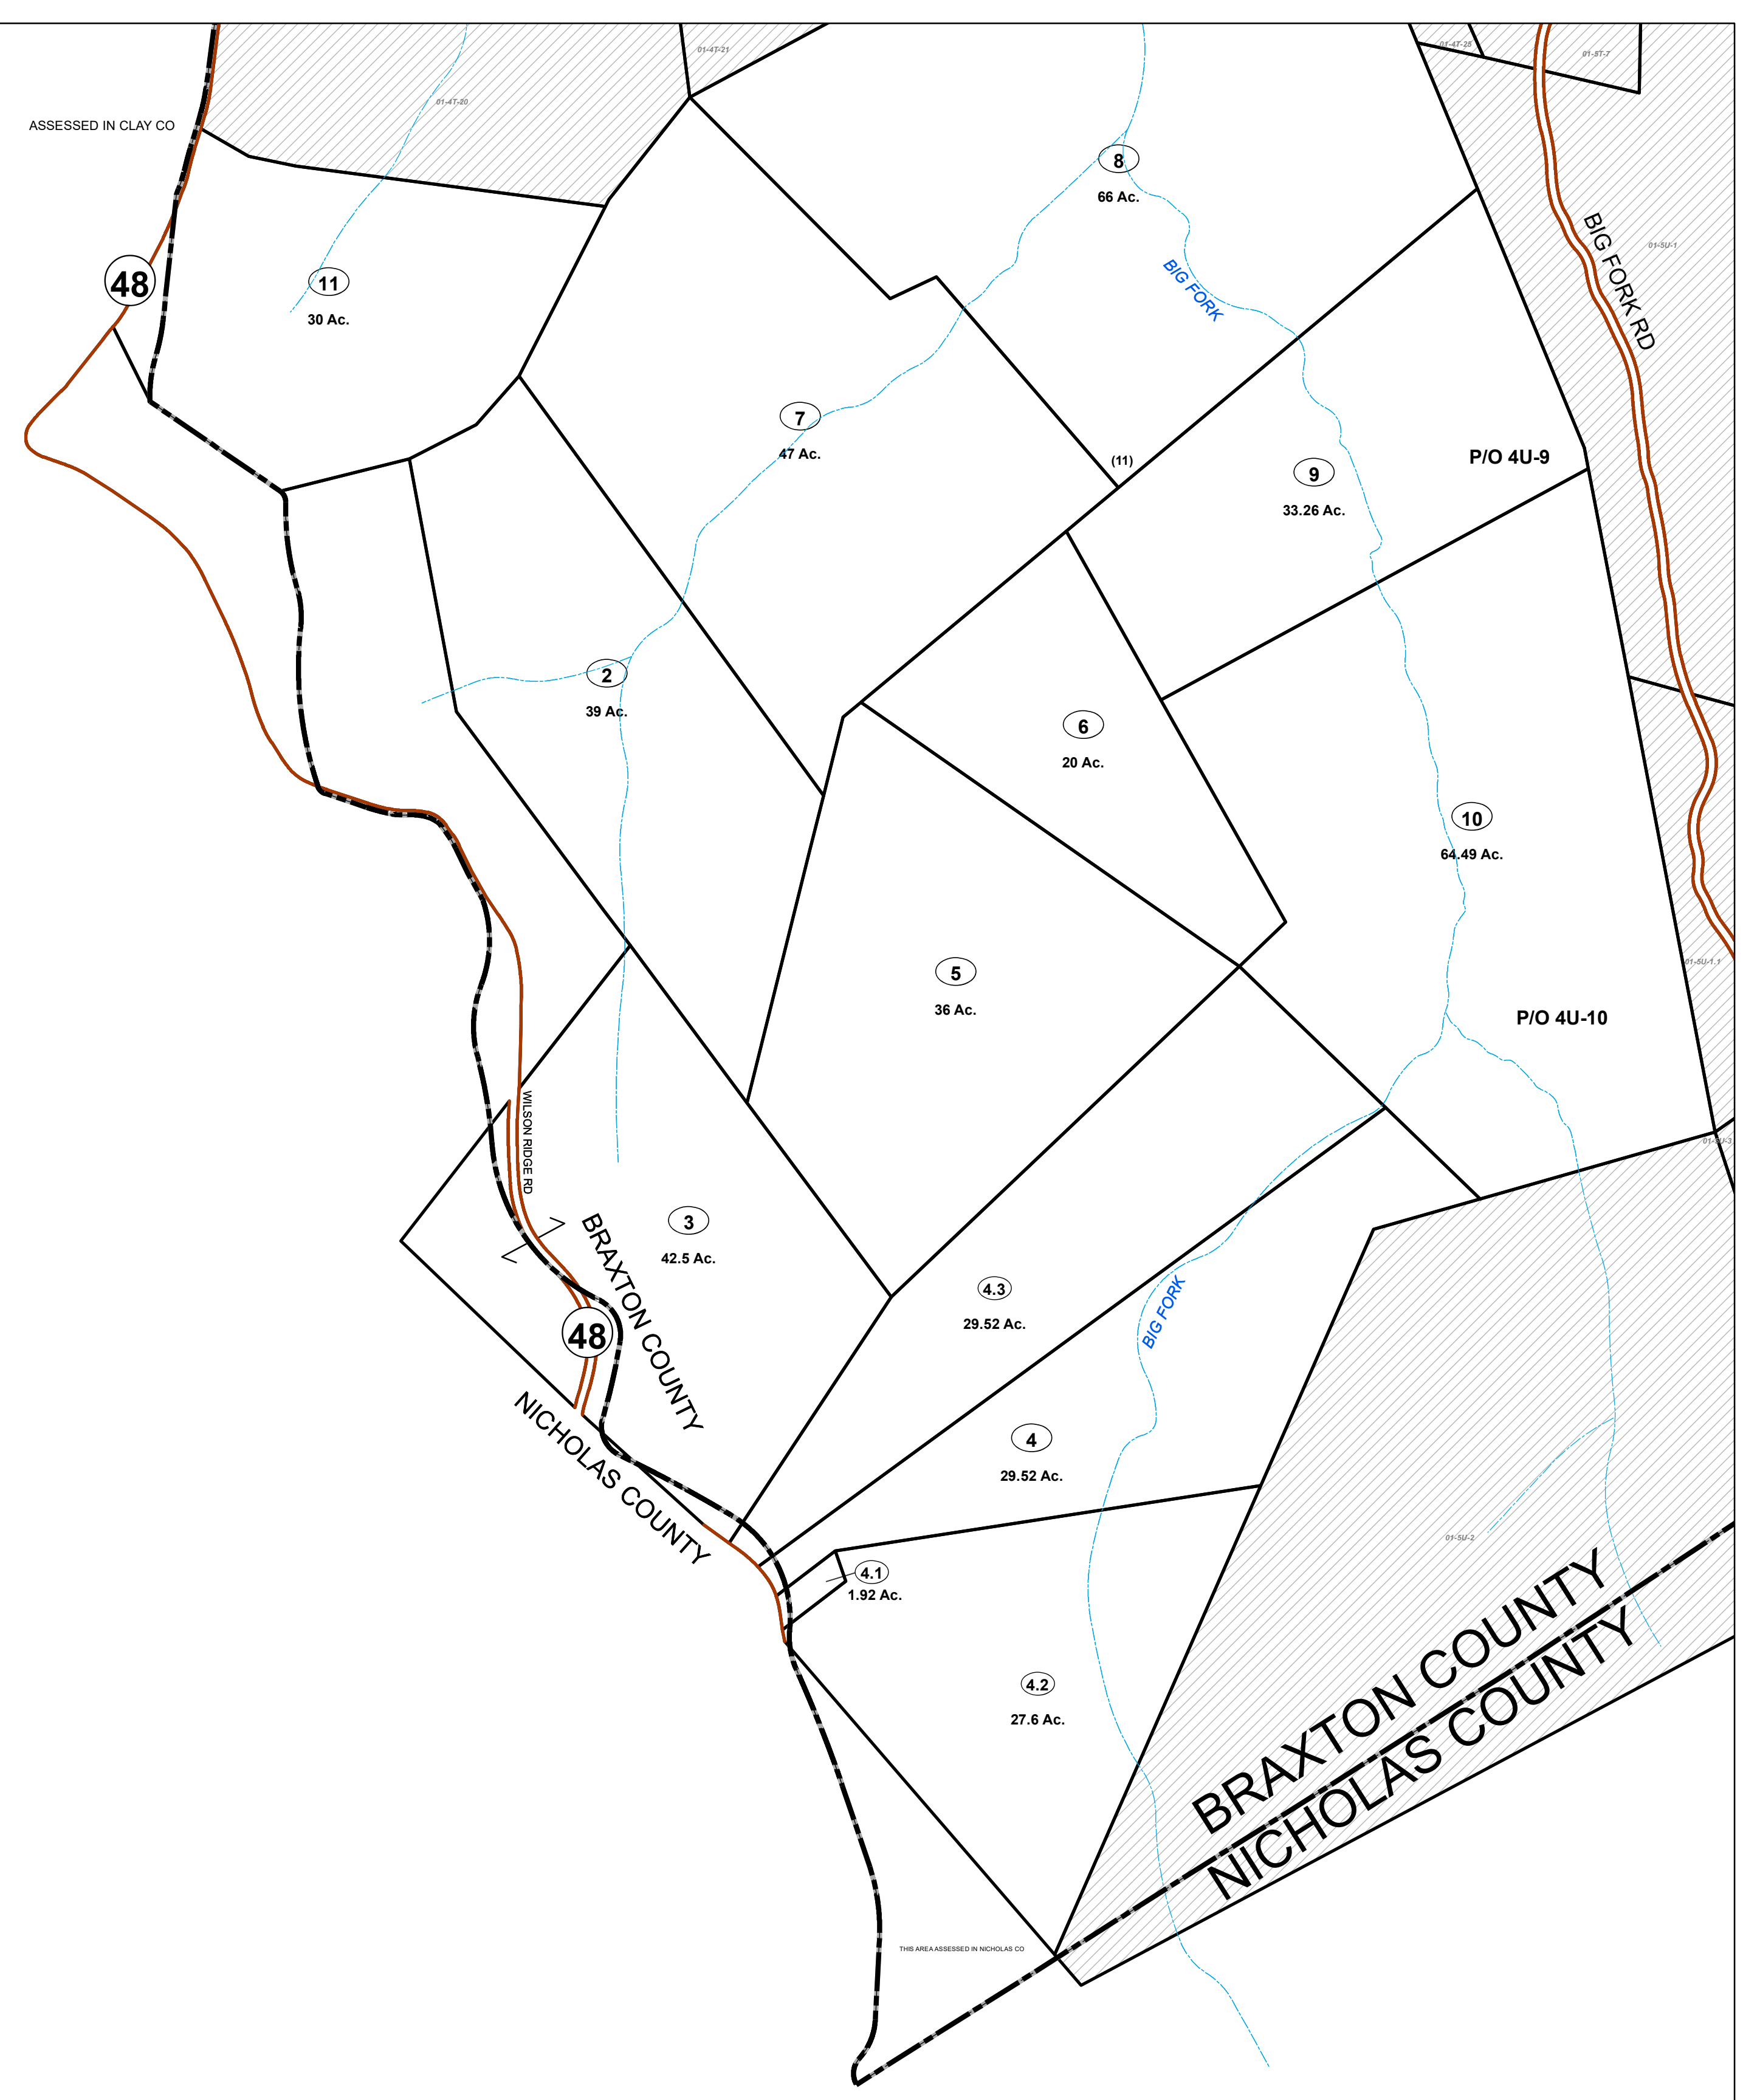 01-4T-21
01-4T-25
01-5T-7
01-4T-20
ASSESSED IN CLAY CO
8
66 Ac.
BIG FORK RD
01-5U-1
48
11
30 Ac.
BIG FORK
7
47 Ac.
(11)
P/O 4U-9
9
33.26 Ac.
2
39 Ac.
6
20 Ac.
10
64.49 Ac.
01-5U-1.1
5
36 Ac.
P/O 4U-10
WILSON RIDGE RD
3
42.5 Ac.
BRAXTON COUNTY
4.3
29.52 Ac.
BIG FORK
48
NICHOLAS COUNTY
4
29.52 Ac.
01-5U-2
4.1
1.92 Ac.
4.2
27.6 Ac.
BRAXTON COUNTY
NICHOLAS COUNTY
THIS AREA ASSESSED IN NICHOLAS CO